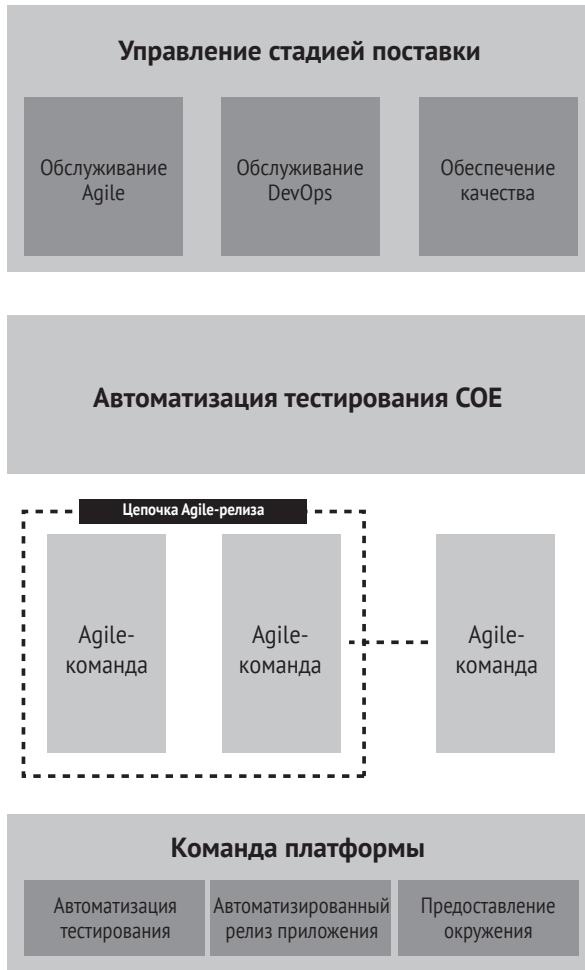 Управление стадией поставки
Обслуживание
Agile
Обслуживание
DevOps
Обеспечение
качества
Автоматизация тестирования COE
Цепочка Agile-релиза
Agile-
команда
Agile-
команда
Agile-
команда
Команда платформы
Автоматизация
тестирования
Автоматизированный
релиз приложения
Предоставление
окружения